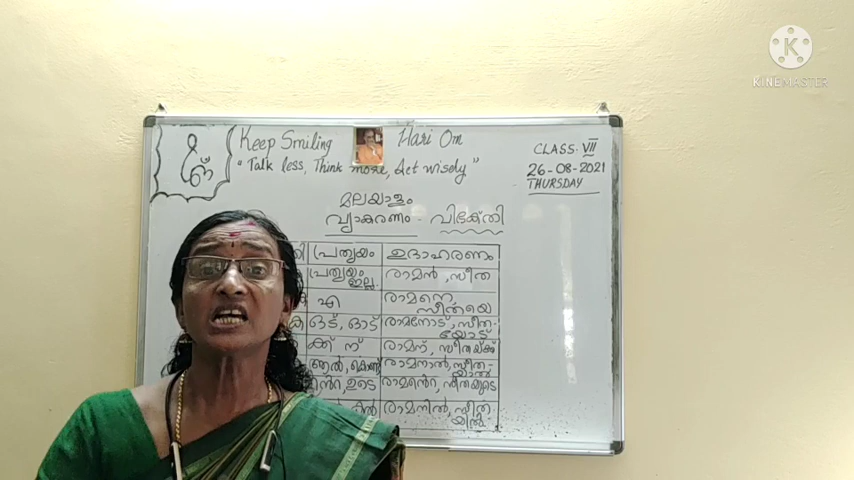 KINEMASTER
Keep Smiling Hari Om
"Talk less, Think more, Act wisely"
CLASS. VII
26-08-2021
THURSDAY
മലയാളം
വ്യാകരണം - വിഭക്തി
പ്രത്യയം ഉദാഹരണം
പ്രത്യയം ഇല്ല രാമൻ, സീത
എ രാമനെ, സീതയെ
ഒട്, ഓട് രാമനോട്, സീതയോട്
ക്ക് ന് രാമന്, സീതയ്ക്ക്
ആൽ, കൊണ്ട് രാമനാൽ, സീതയാൽ
ന്റെ, ഉടെ രാമന്റെ, സീതയുടെ
രാമനിൽ, സീതയിൽ